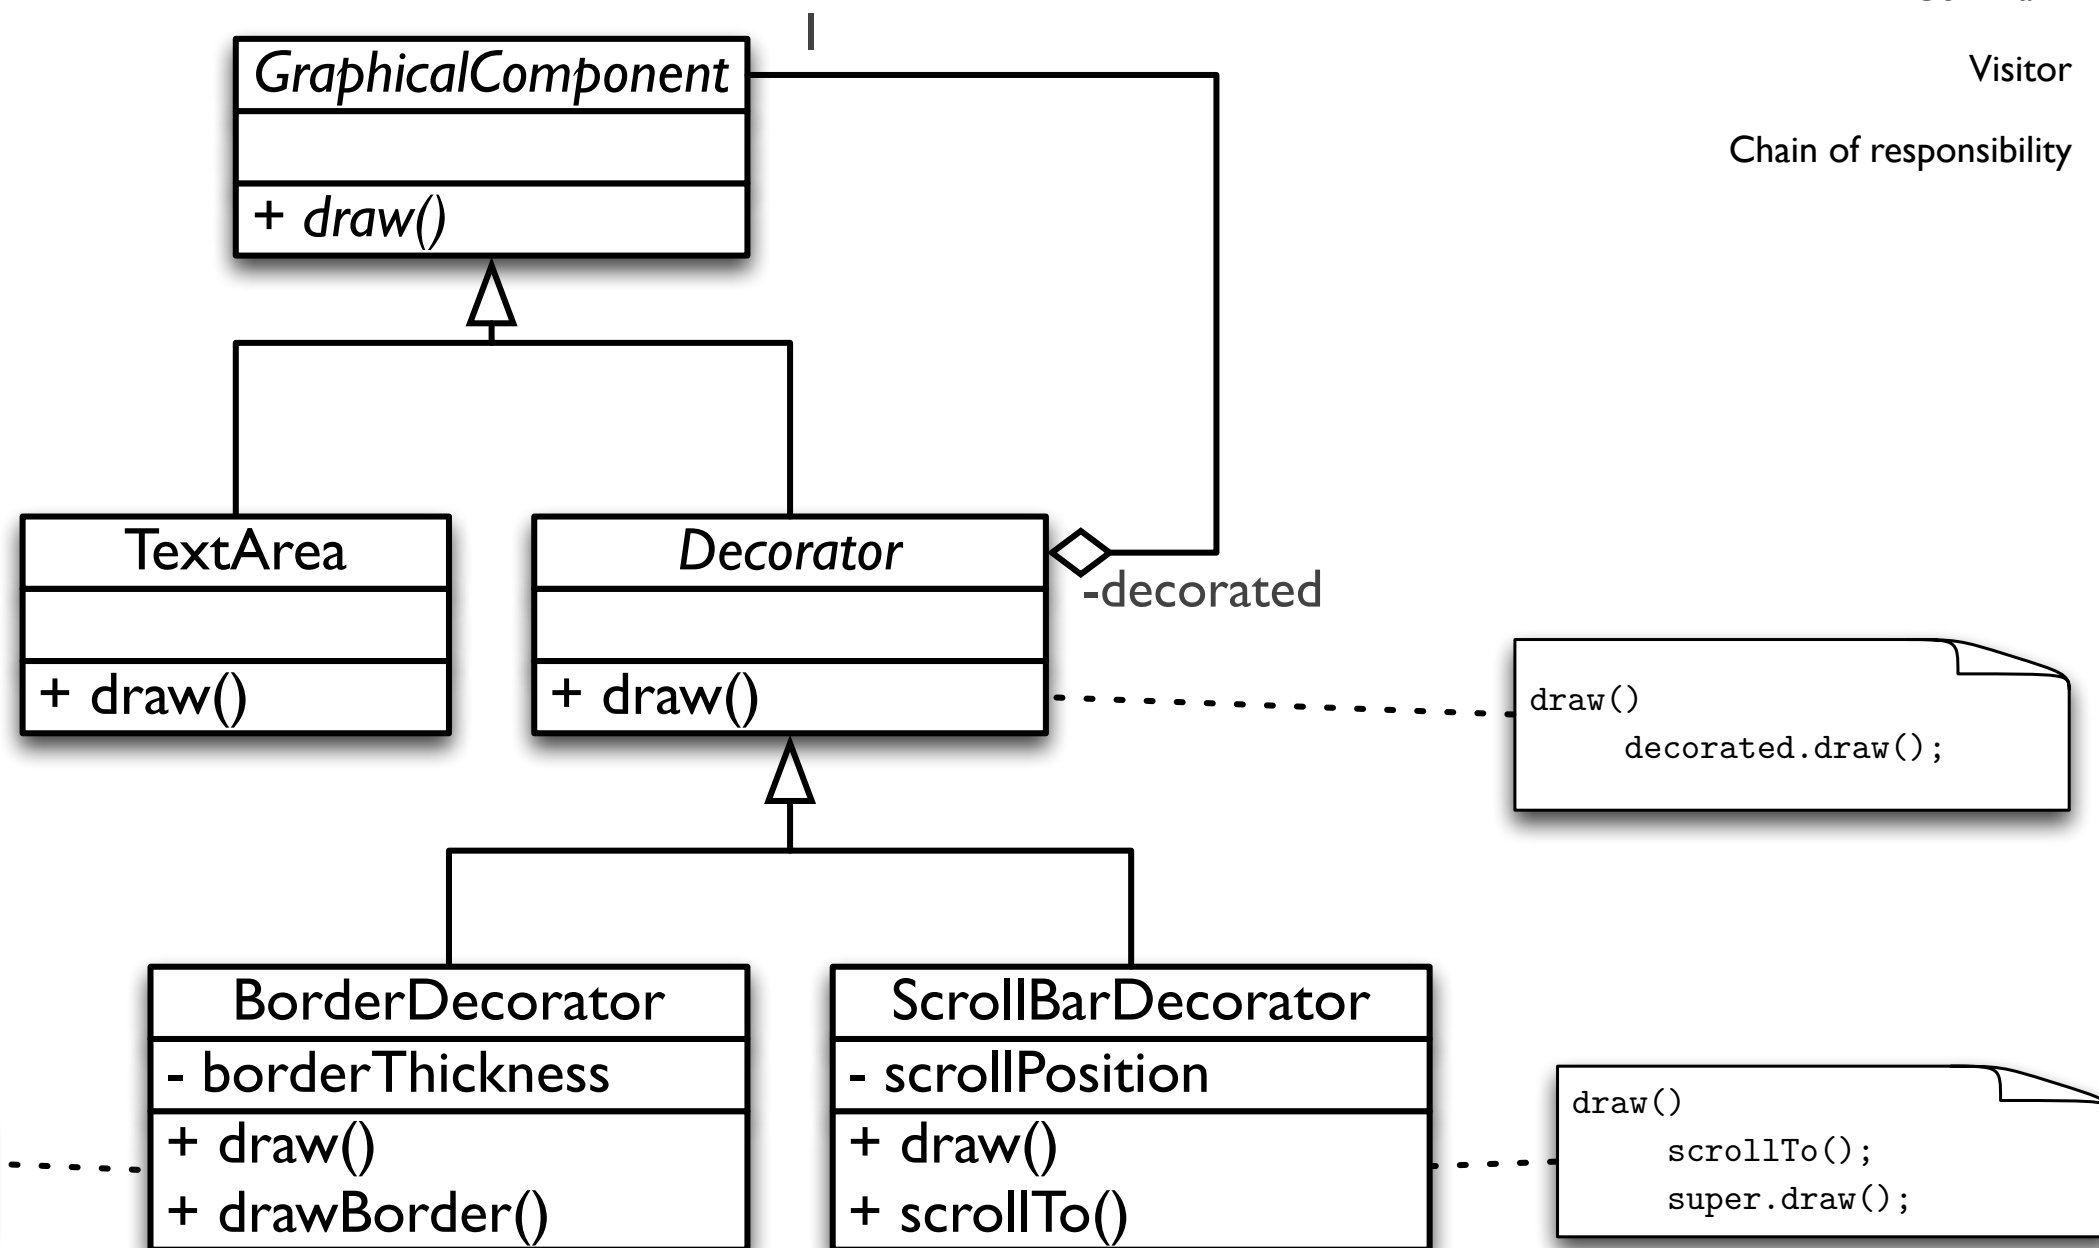 1
Visitor
Chain of responsibility
GraphicalComponent
+ draw()
TextArea
+ draw()
Decorator
+ draw()
-decorated
draw()
decorated.draw();
BorderDecorator
- borderThickness
+ draw()
+ drawBorder()
ScrollBarDecorator
- scrollPosition
+ draw()
+ scrollTo()
draw()
scrollTo();
super.draw();